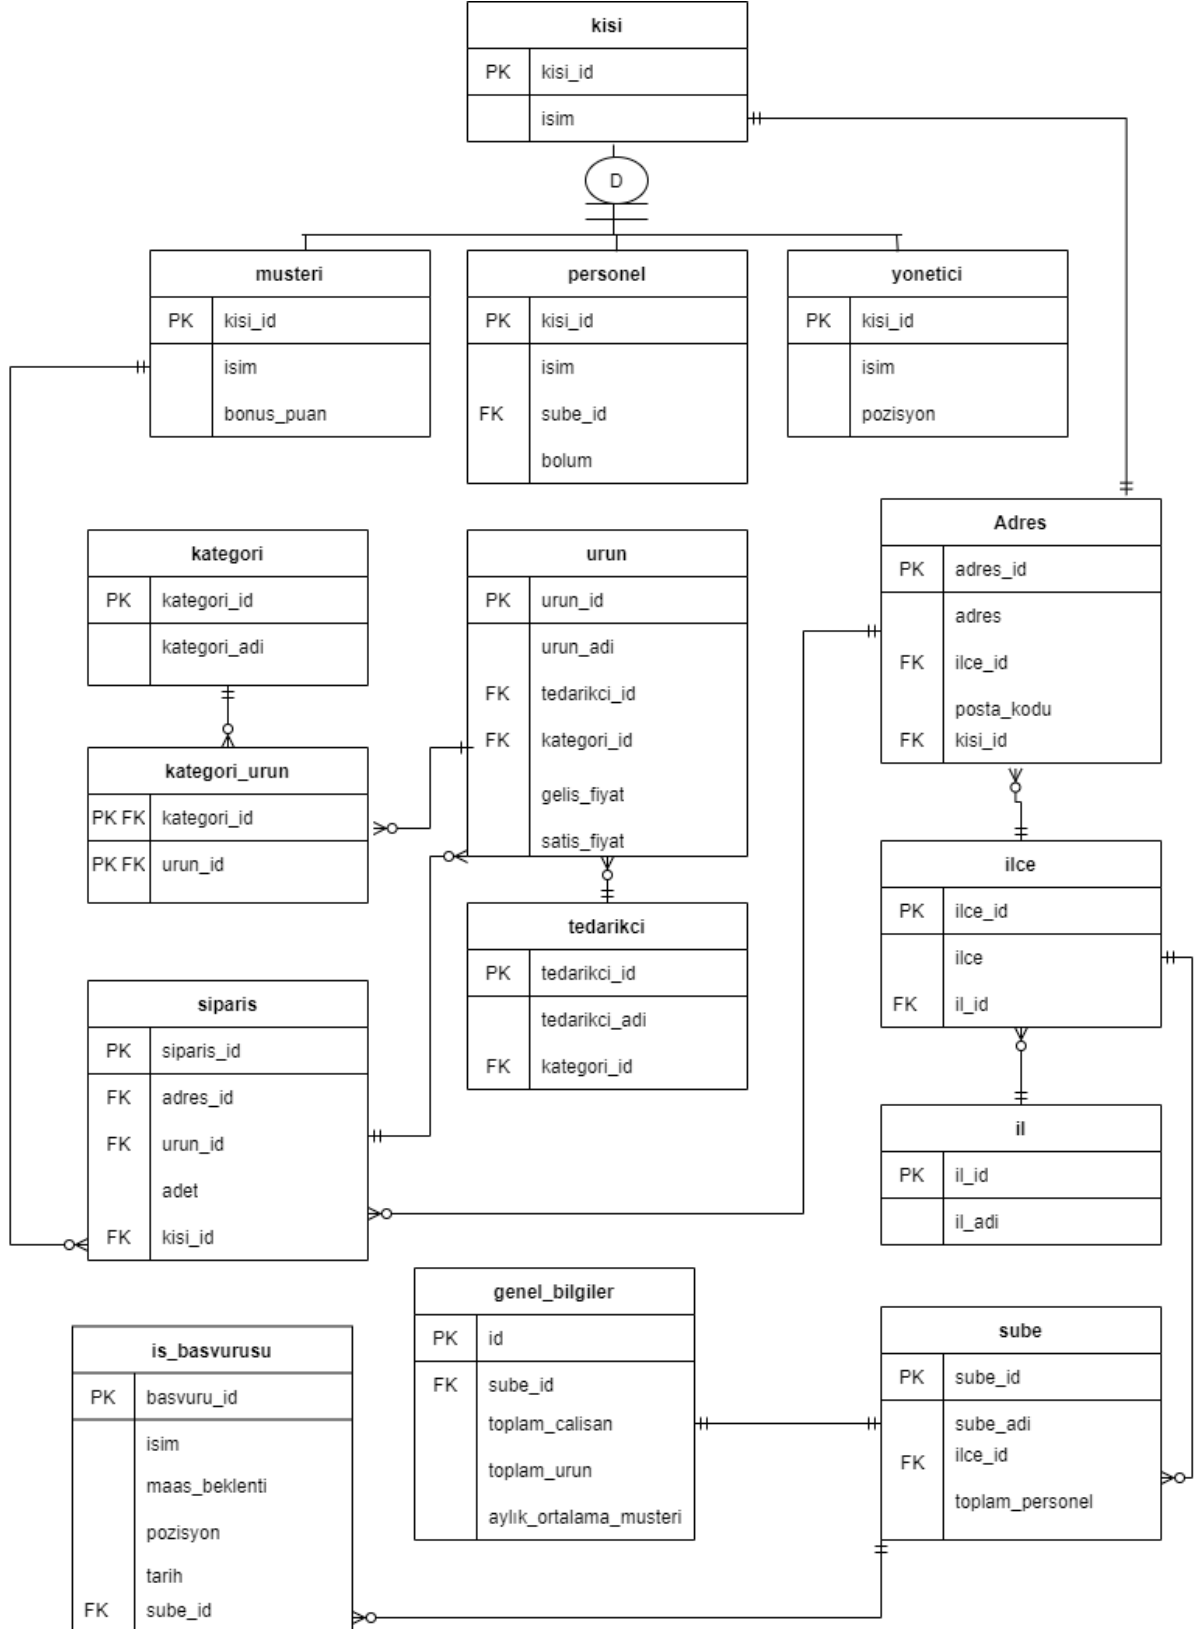 kisi
PK kisi_id
isim
D
musteri
PK kisi_id
isim
bonus_puan
personel
PK kisi_id
isim
FK sube_id
bolum
yonetici
PK kisi_id
isim
pozisyon
kategori
PK kategori_id
kategori_adi
urun
PK urun_id
urun_adi
FK tedarikci_id
FK kategori_id
gelis_fiyat
satis_fiyat
Adres
PK adres_id
adres
FK ilce_id
posta_kodu
FK kisi_id
kategori_urun
PK FK kategori_id
PK FK urun_id
tedarikci
PK tedarikci_id
tedarikci_adi
FK kategori_id
ilce
PK ilce_id
ilce
FK il_id
siparis
PK siparis_id
FK adres_id
FK urun_id
adet
FK kisi_id
il
PK il_id
il_adi
genel_bilgiler
PK id
FK sube_id
toplam_calisan
toplam_urun
aylık_ortalama_musteri
sube
PK sube_id
sube_adi
FK ilce_id
toplam_personel
is_basvurusu
PK basvuru_id
isim
maas_beklenti
pozisyon
tarih
FK sube_id